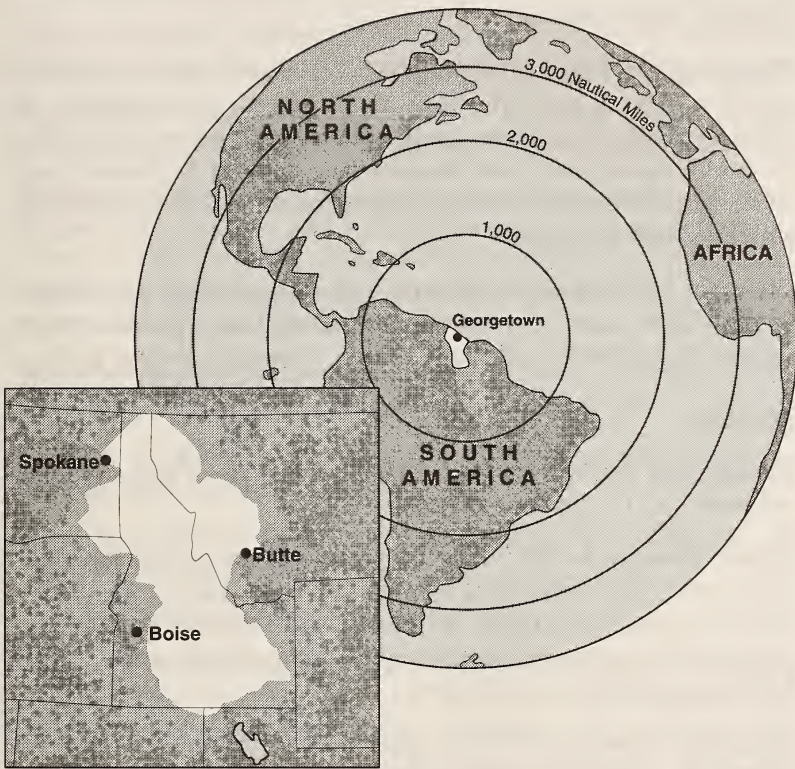 3,000 Nautical Miles
NORTH
AMERICA
2,000
1,000
AFRICA
Georgetown
SOUTH
AMERICA
Spokane
Butte
Boise